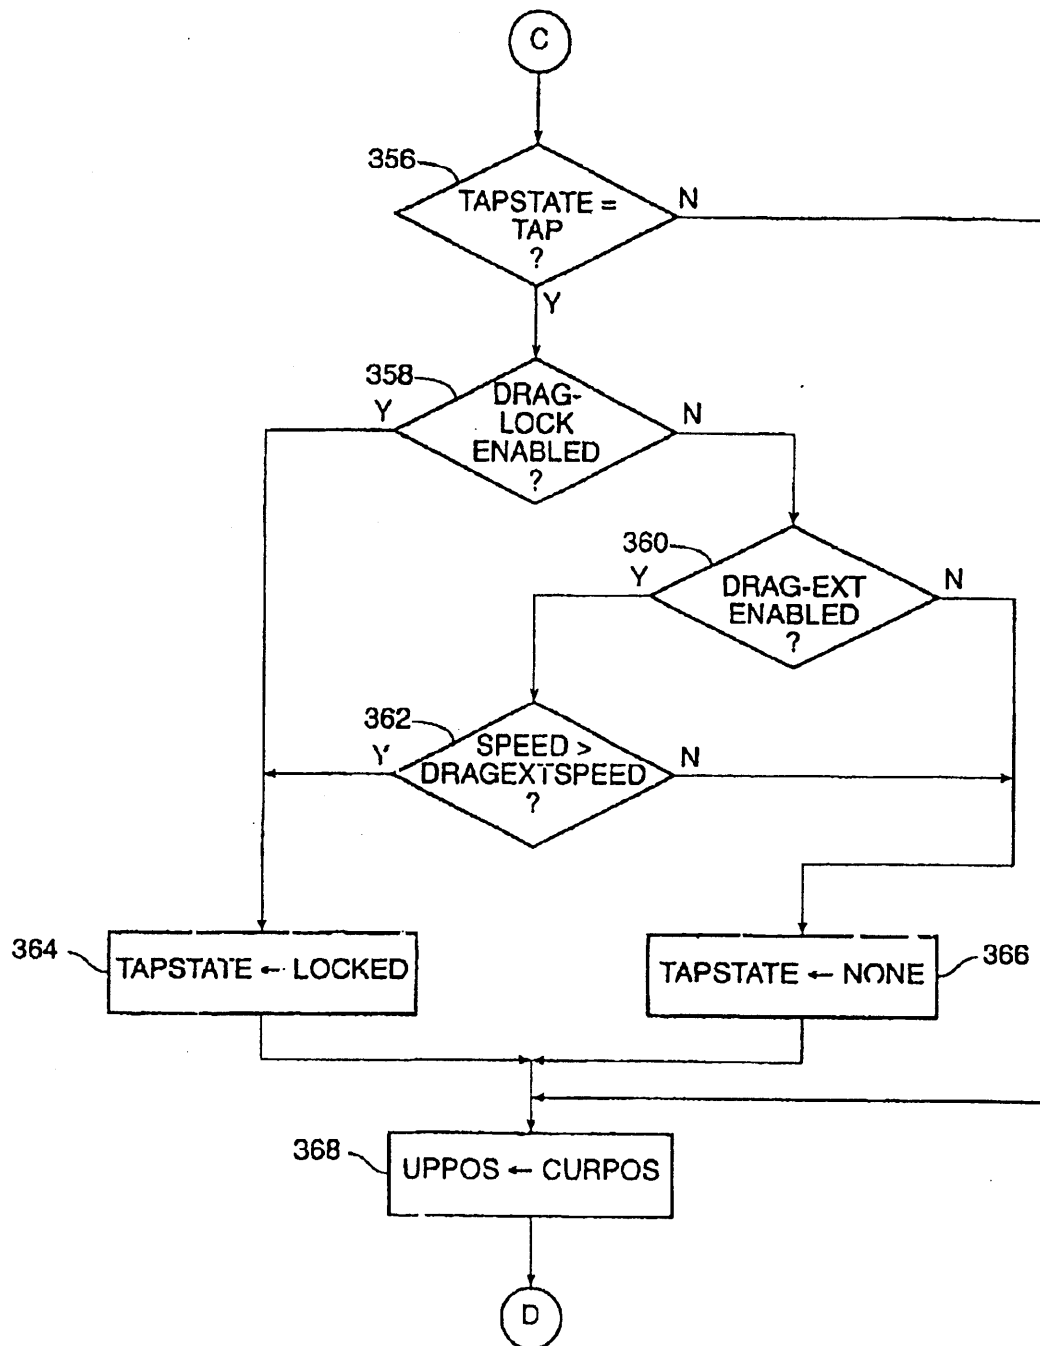 C
356
TAPSTATE =
TAP
?
N
Y
358
DRAG-
LOCK
ENABLED
?
Y
N
360
DRAG-EXT
ENABLED
?
Y
N
362
SPEED >
DRAGEXTSPEED
?
Y
N
364
TAPSTATE ← LOCKED
TAPSTATE ← NONE
366
368
UPPOS ← CURPOS
D